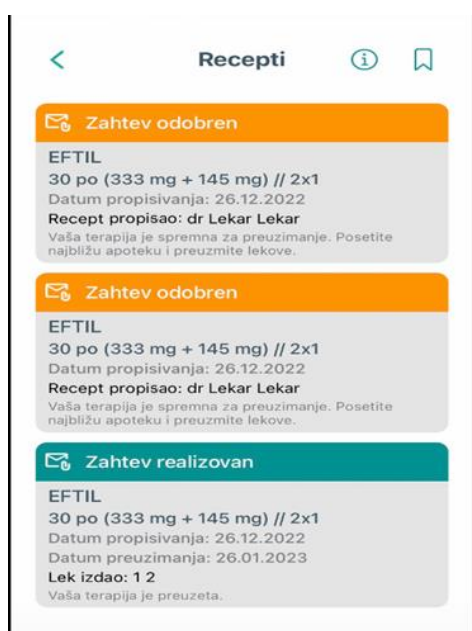 Recepti
Zahtev odobren
EFTIL
30 po (333 mg + 145 mg) // 2x1
Datum propisivanja: 26.12.2022
Recept propisao: dr Lekar Lekar
Vaša terapija je spremna za preuzimanje. Posetite
najbližu apoteku i preuzmite lekove.
Zahtev odobren
EFTIL
30 po (333 mg + 145 mg) // 2x1
Datum propisivanja: 26.12.2022
Recept propisao: dr Lekar Lekar
Vaša terapija je spremna za preuzimanje. Posetite
najbližu apoteku i preuzmite lekove.
Zahtev realizovan
EFTIL
30 po (333 mg + 145 mg) // 2x1
Datum propisivanja: 26.12.2022
Datum preuzimanja: 26.01.2023
Lek izdao: 1 2
Vaša terapija je preuzeta.